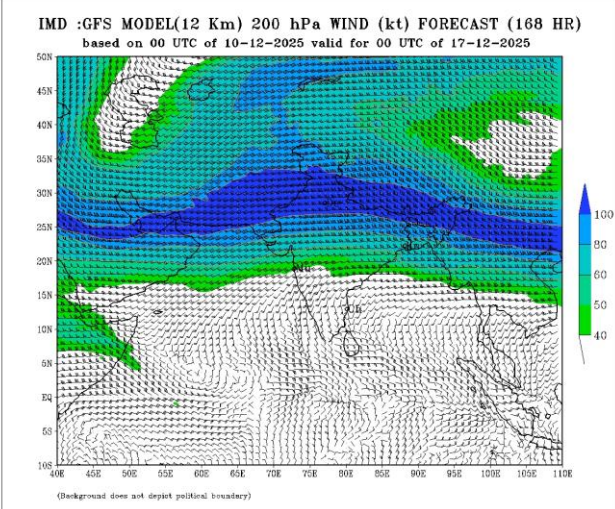 IMD :GFS MODEL(12 Km) 200 hPa WIND (kt) FORECAST (168 HR)
based on 00 UTC of 10-12-2025 valid for 00 UTC of 17-12-2025
50N
45N
40N
35N
30N
25N
20N
15N
10N
5N
EQ
5S
10S
40E 45E 50E 55E 60E 65E 70E 75E 80E 85E 90E 95E 100E 105E 110E
100
80
60
40
(Background does not depict political boundary)